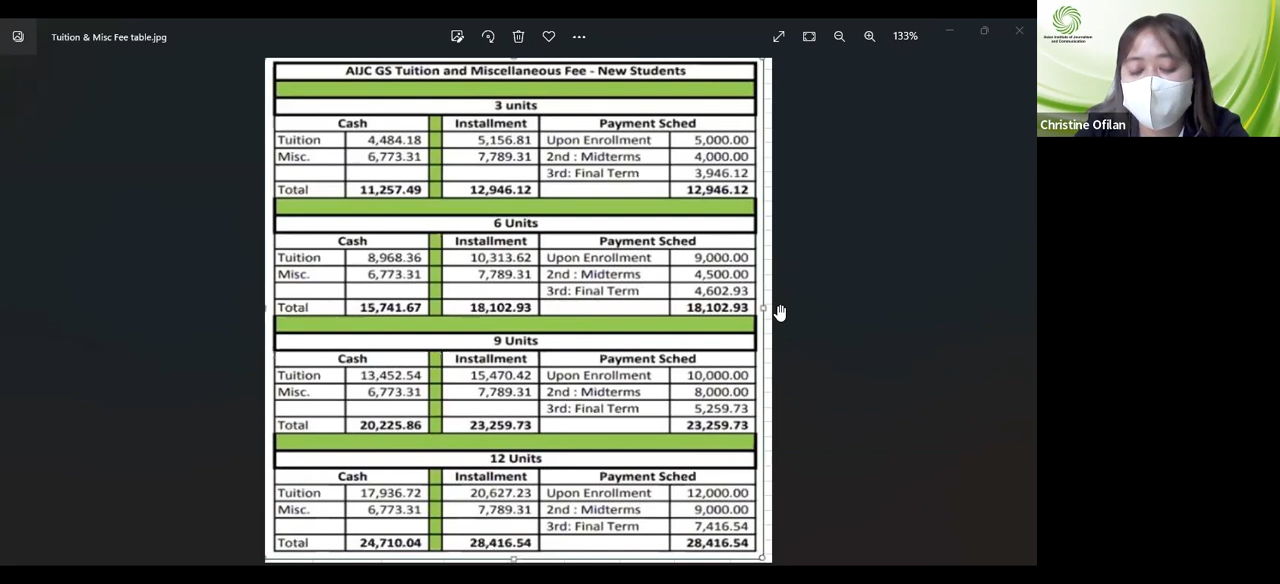 Tuition & Misc Fee table.jpg
133%
AIJC GS Tuition and Miscellaneous Fee - New Students
3 units
Cash Installment Payment Sched
Tuition 4,484.18 5,156.81 Upon Enrollment 5,000.00
Misc. 6,773.31 7,789.31 2nd : Midterms 4,000.00
3rd: Final Term 3,946.12
Total 11,257.49 12,946.12 12,946.12
6 Units
Cash Installment Payment Sched
Tuition 8,968.36 10,313.62 Upon Enrollment 9,000.00
Misc. 6,773.31 7,789.31 2nd : Midterms 4,500.00
3rd: Final Term 4,602.93
Total 15,741.67 18,102.93 18,102.93
9 Units
Cash Installment Payment Sched
Tuition 13,452.54 15,470.42 Upon Enrollment 10,000.00
Misc. 6,773.31 7,789.31 2nd : Midterms 8,000.00
3rd: Final Term 5,259.73
Total 20,225.86 23,259.73 23,259.73
12 Units
Cash Installment Payment Sched
Tuition 17,936.72 20,627.23 Upon Enrollment 12,000.00
Misc. 6,773.31 7,789.31 2nd : Midterms 9,000.00
3rd: Final Term 7,416.54
Total 24,710.04 28,416.54 28,416.54
Asian Institute of Journalism
and Communication
Christine Ofilan